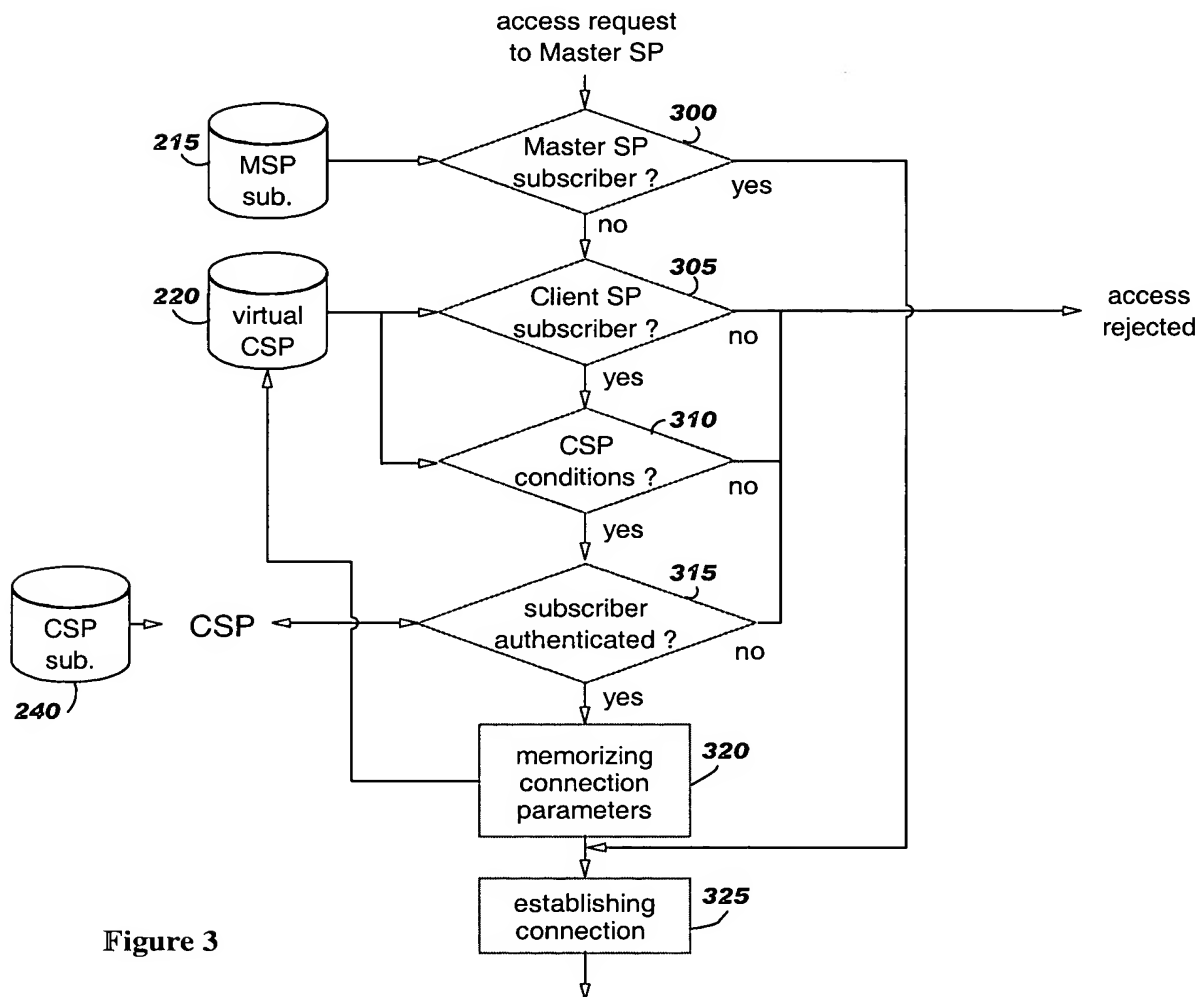 access request
to Master SP
300
215
MSP
sub.
Master SP
subscriber ?
yes
no
305
220
virtual
CSP
Client SP
subscriber ?
no
access
rejected
yes
310
CSP
conditions ?
no
yes
315
CSP
sub.
CSP
subscriber
authenticated ?
no
240
yes
memorizing
connection
parameters
320
establishing
connection
325
Figure 3